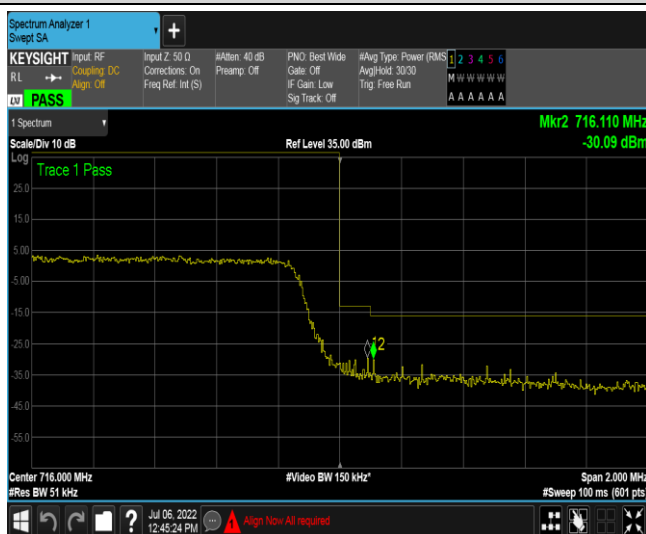 Spectrum Analyzer 1
Swept SA
KEYSIGHT
RL
LXI PASS
Input: RF
Coupling: DC
Align: Off
Input Z: 50 Ω
Corrections: On
Freq Ref: Int (S)
#Atten: 40 dB
Preamp: Off
PNO: Best Wide
Gate: Off
IF Gain: Low
Sig Track: Off
#Avg Type: Power (RMS
Avg|Hold: 30/30
Trig: Free Run
1 2 3 4 5 6
M W W W W W
A A A A A A
1 Spectrum
Scale/Div 10 dB
Ref Level 35.00 dBm
Mkr2 716.110 MHz
-30.09 dBm
Log
Trace 1 Pass
25.0
15.0
5.00
-5.00
-15.0
-25.0
-35.0
-45.0
-55.0
12
Center 716.000 MHz
#Res BW 51 kHz
#Video BW 150 kHz*
Span 2.000 MHz
#Sweep 100 ms (601 pts)
?
Jul 06, 2022
12:45:24 PM
1
Align Now All required